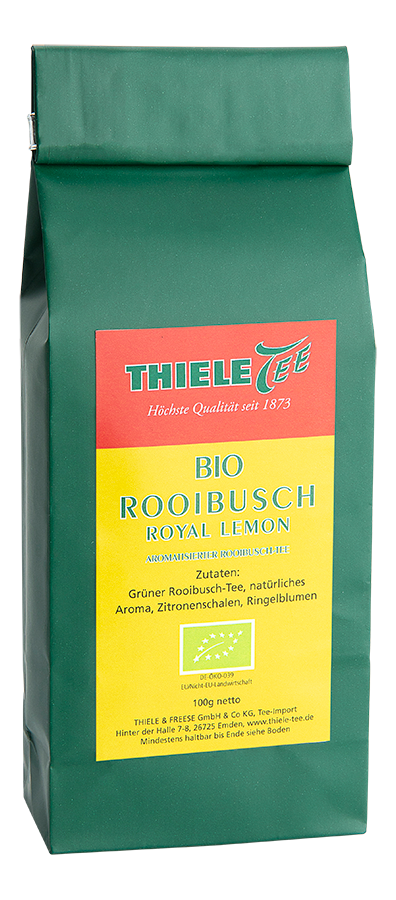 THIELE TEE
Höchste Qualität seit 1873
BIO
ROOIBUSCH
ROYAL LEMON
AROMATISIERTER ROOIBUSCH-TEE
Zutaten:
Grüner Rooibusch-Tee, natürliches
Aroma, Zitronenschalen, Ringelblumen
DE-ÖKO-039
EU/Nicht-EU-Landwirtschaft
100g netto
THIELE & FREESE GmbH & Co KG, Tee-Import
Hinter der Halle 7-8, 26725 Emden, www.thiele-tee.de
Mindestens haltbar bis Ende siehe Boden